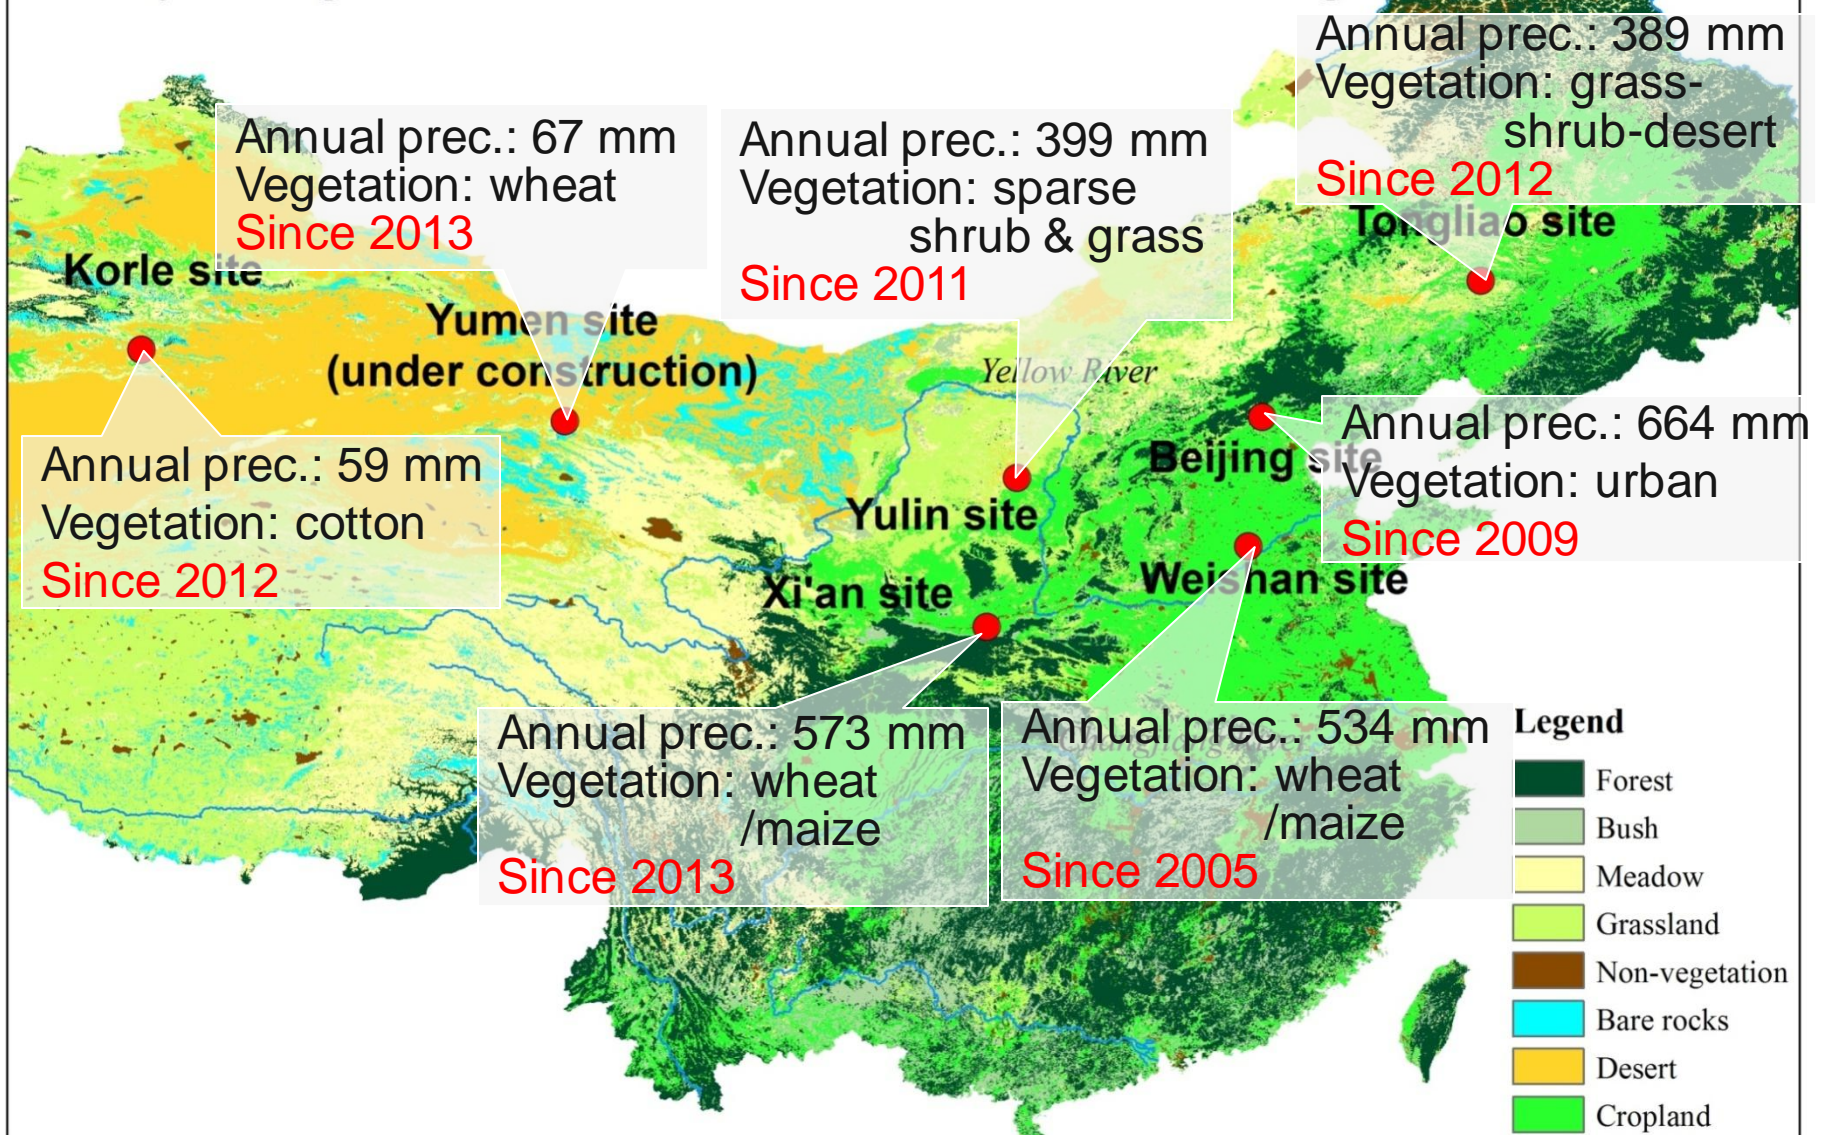 Annual prec.: 389 mm
Vegetation: grass-
shrub-desert
Since 2012
Tongliao site
Annual prec.: 67 mm
Vegetation: wheat
Since 2013
Annual prec.: 399 mm
Vegetation: sparse
shrub & grass
Since 2011
Korle site
Yumen site
(under construction)
Yellow River
Annual prec.: 59 mm
Vegetation: cotton
Since 2012
Yulin site
Beijing site
Annual prec.: 664 mm
Vegetation: urban
Since 2009
Xi'an site
Weishan site
Annual prec.: 573 mm
Vegetation: wheat
/maize
Since 2013
Annual prec.: 534 mm
Vegetation: wheat
/maize
Since 2005
Legend
Forest
Bush
Meadow
Grassland
Non-vegetation
Bare rocks
Desert
Cropland